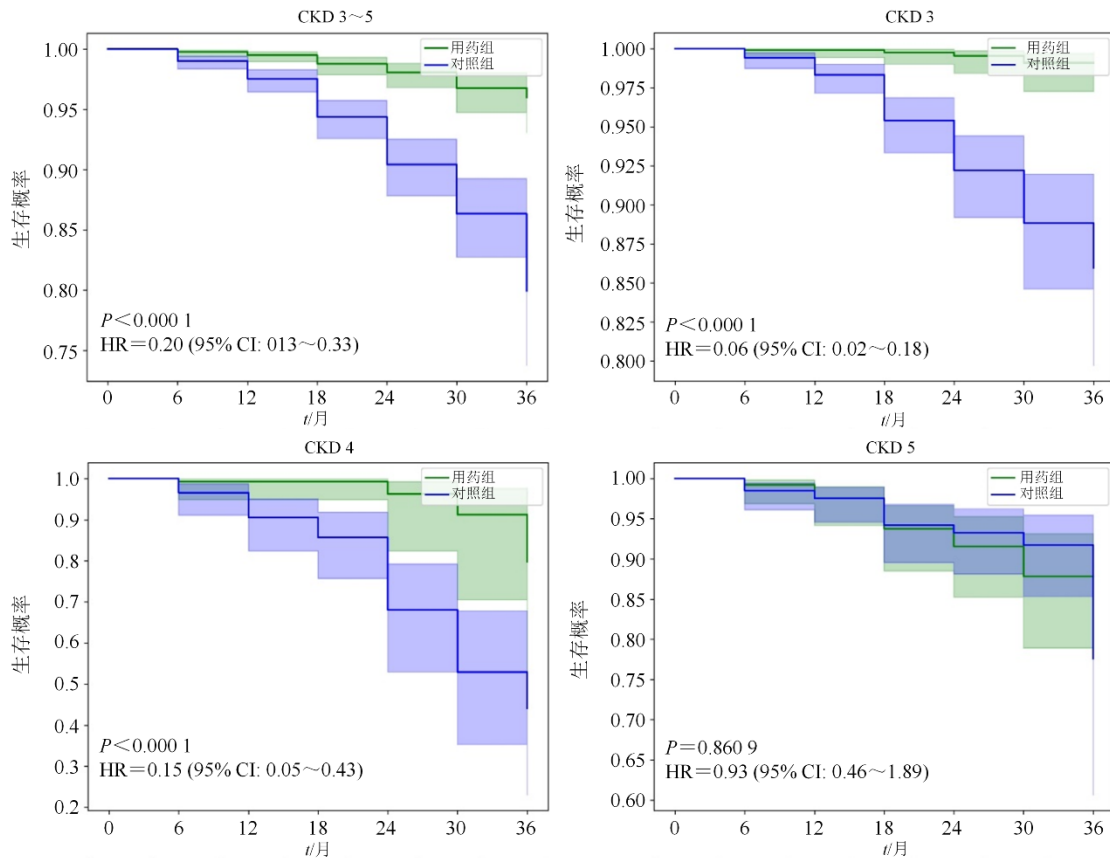 CKD 3～5
1.00
0.95
0.90
0.85
0.80
0.75
生存概率
用药组
对照组
P＜0.000 1
HR＝0.20 (95% CI: 013～0.33)
0 6 12 18 24 30 36
t/月
CKD 3
1.000
0.975
0.950
0.925
0.900
0.875
0.850
0.825
0.800
生存概率
用药组
对照组
P＜0.000 1
HR＝0.06 (95% CI: 0.02～0.18)
0 6 12 18 24 30 36
t/月
CKD 4
1.0
0.9
0.8
0.7
0.6
0.5
0.4
0.3
0.2
生存概率
用药组
对照组
P＜0.000 1
HR＝0.15 (95% CI: 0.05～0.43)
0 6 12 18 24 30 36
t/月
CKD 5
1.00
0.95
0.90
0.85
0.80
0.75
0.70
0.65
0.60
生存概率
用药组
对照组
P＝0.860 9
HR＝0.93 (95% CI: 0.46～1.89)
0 6 12 18 24 30 36
t/月